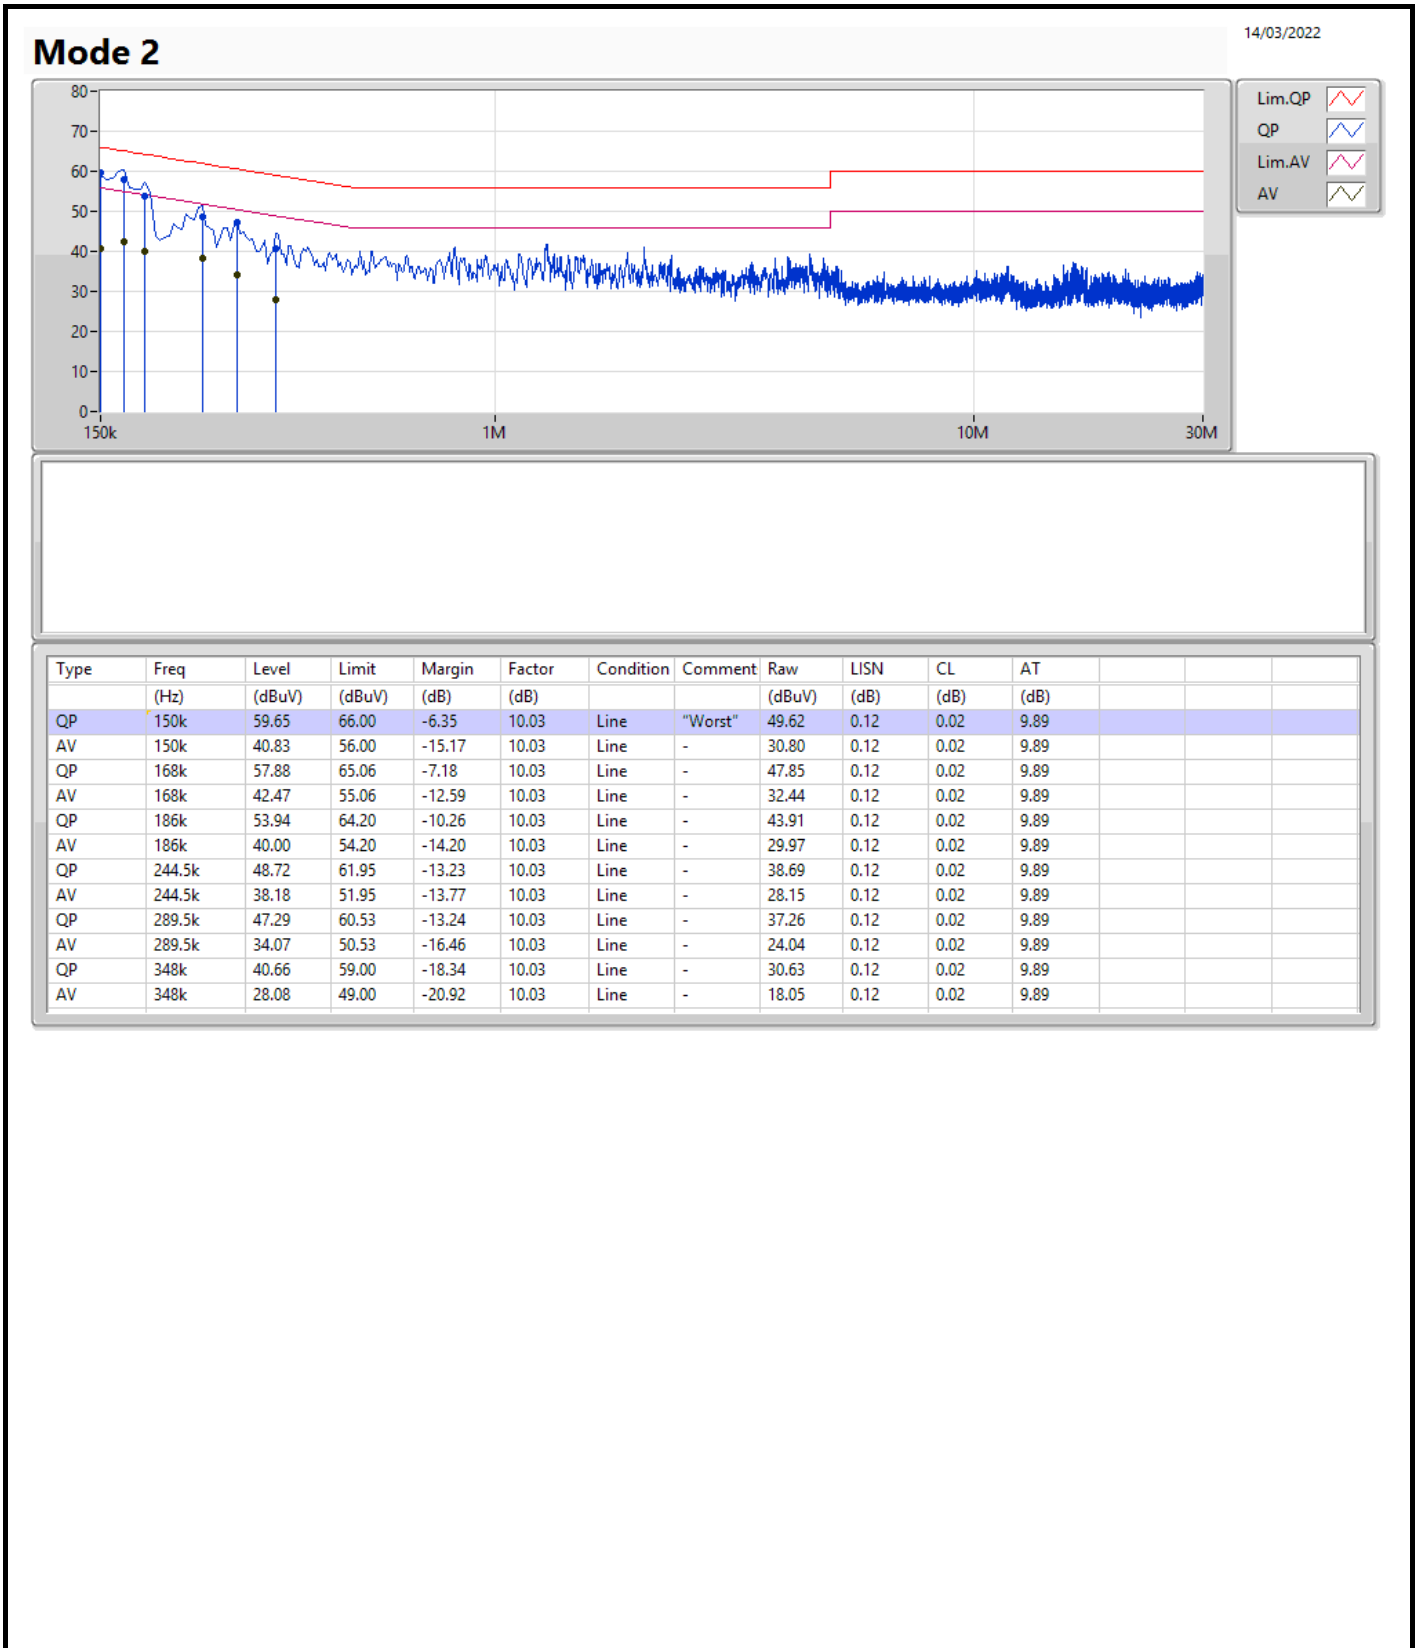 14/03/2022
Mode 2
80
70
60
50
40
30
20
10
0
150k 1M 10M 30M
Lim.QP
QP
Lim.AV
AV
Type Freq Level Limit Margin Factor Condition Comment Raw LISN CL AT
(Hz) (dBuV) (dBuV) (dB) (dB) (dBuV) (dB) (dB) (dB)
QP 150k 59.65 66.00 -6.35 10.03 Line "Worst" 49.62 0.12 0.02 9.89
AV 150k 40.83 56.00 -15.17 10.03 Line - 30.80 0.12 0.02 9.89
QP 168k 57.88 65.06 -7.18 10.03 Line - 47.85 0.12 0.02 9.89
AV 168k 42.47 55.06 -12.59 10.03 Line - 32.44 0.12 0.02 9.89
QP 186k 53.94 64.20 -10.26 10.03 Line - 43.91 0.12 0.02 9.89
AV 186k 40.00 54.20 -14.20 10.03 Line - 29.97 0.12 0.02 9.89
QP 244.5k 48.72 61.95 -13.23 10.03 Line - 38.69 0.12 0.02 9.89
AV 244.5k 38.18 51.95 -13.77 10.03 Line - 28.15 0.12 0.02 9.89
QP 289.5k 47.29 60.53 -13.24 10.03 Line - 37.26 0.12 0.02 9.89
AV 289.5k 34.07 50.53 -16.46 10.03 Line - 24.04 0.12 0.02 9.89
QP 348k 40.66 59.00 -18.34 10.03 Line - 30.63 0.12 0.02 9.89
AV 348k 28.08 49.00 -20.92 10.03 Line - 18.05 0.12 0.02 9.89